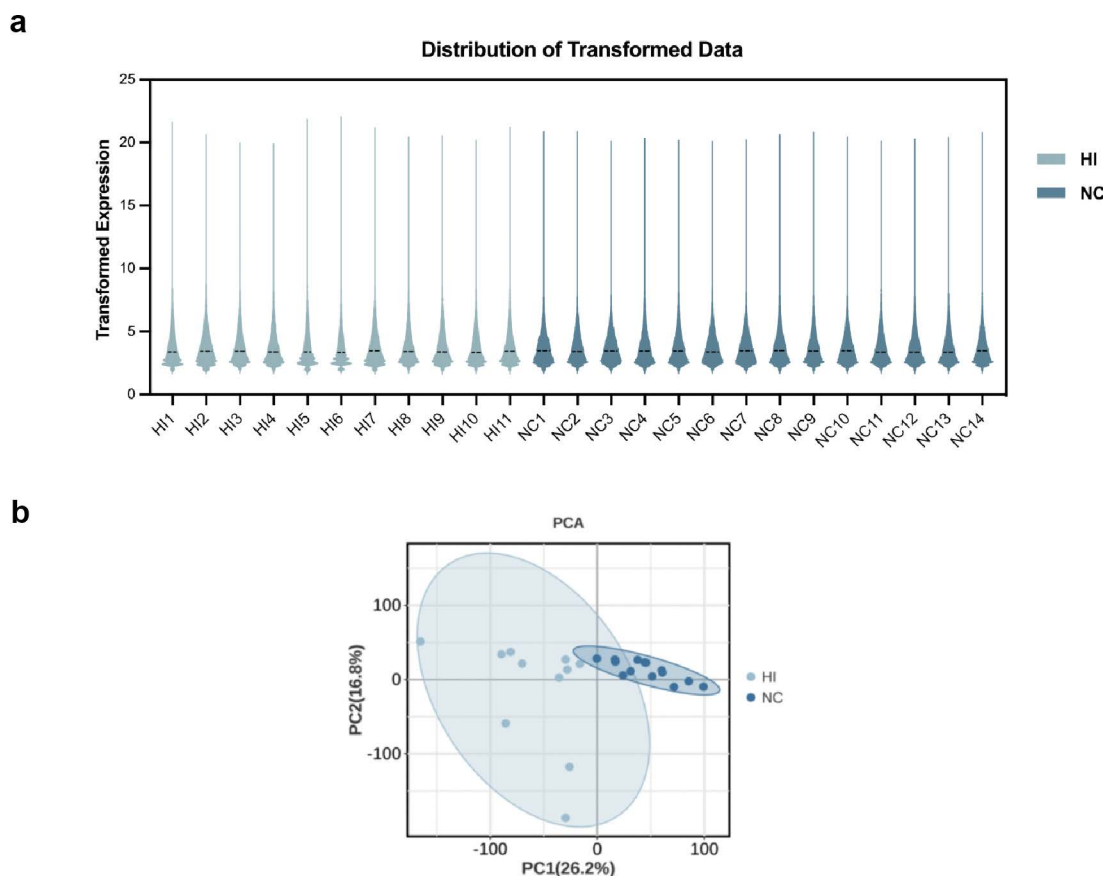 a
Distribution of Transformed Data
Transformed Expression
25
20
15
10
5
0
HI1 HI2 HI3 HI4 HI5 HI6 HI7 HI8 HI9 HI10 HI11 NC1 NC2 NC3 NC4 NC5 NC6 NC7 NC8 NC9 NC10 NC11 NC12 NC13 NC14
HI
NC
b
PCA
PC2(16.8%)
100
0
-100
-100 0 100
PC1(26.2%)
HI
NC